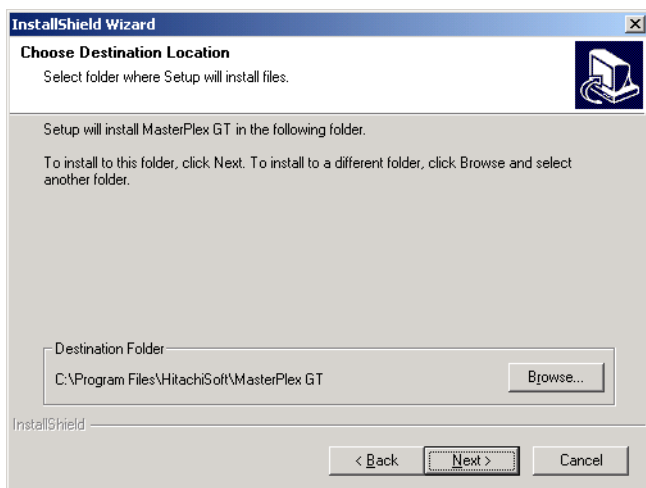 InstallShield Wizard
Choose Destination Location
Select folder where Setup will install files.
Setup will install MasterPlex GT in the following folder.
To install to this folder, click Next. To install to a different folder, click Browse and select
another folder.
Destination Folder
C:\Program Files\HitachiSoft\MasterPlex GT
Browse...
InstallShield
< Back
Next >
Cancel